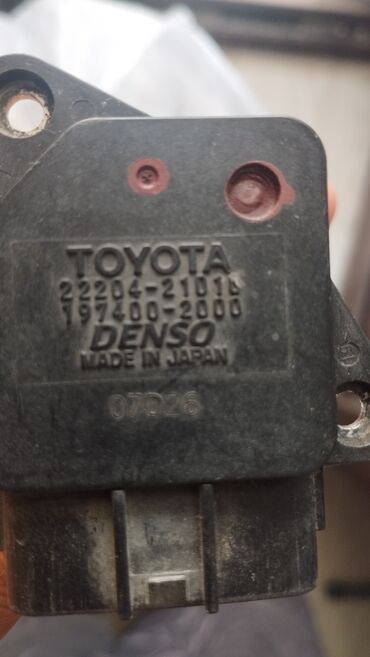 TOYOTA
22204-21010
197400-2000
DENSO
MADE IN JAPAN
07D26